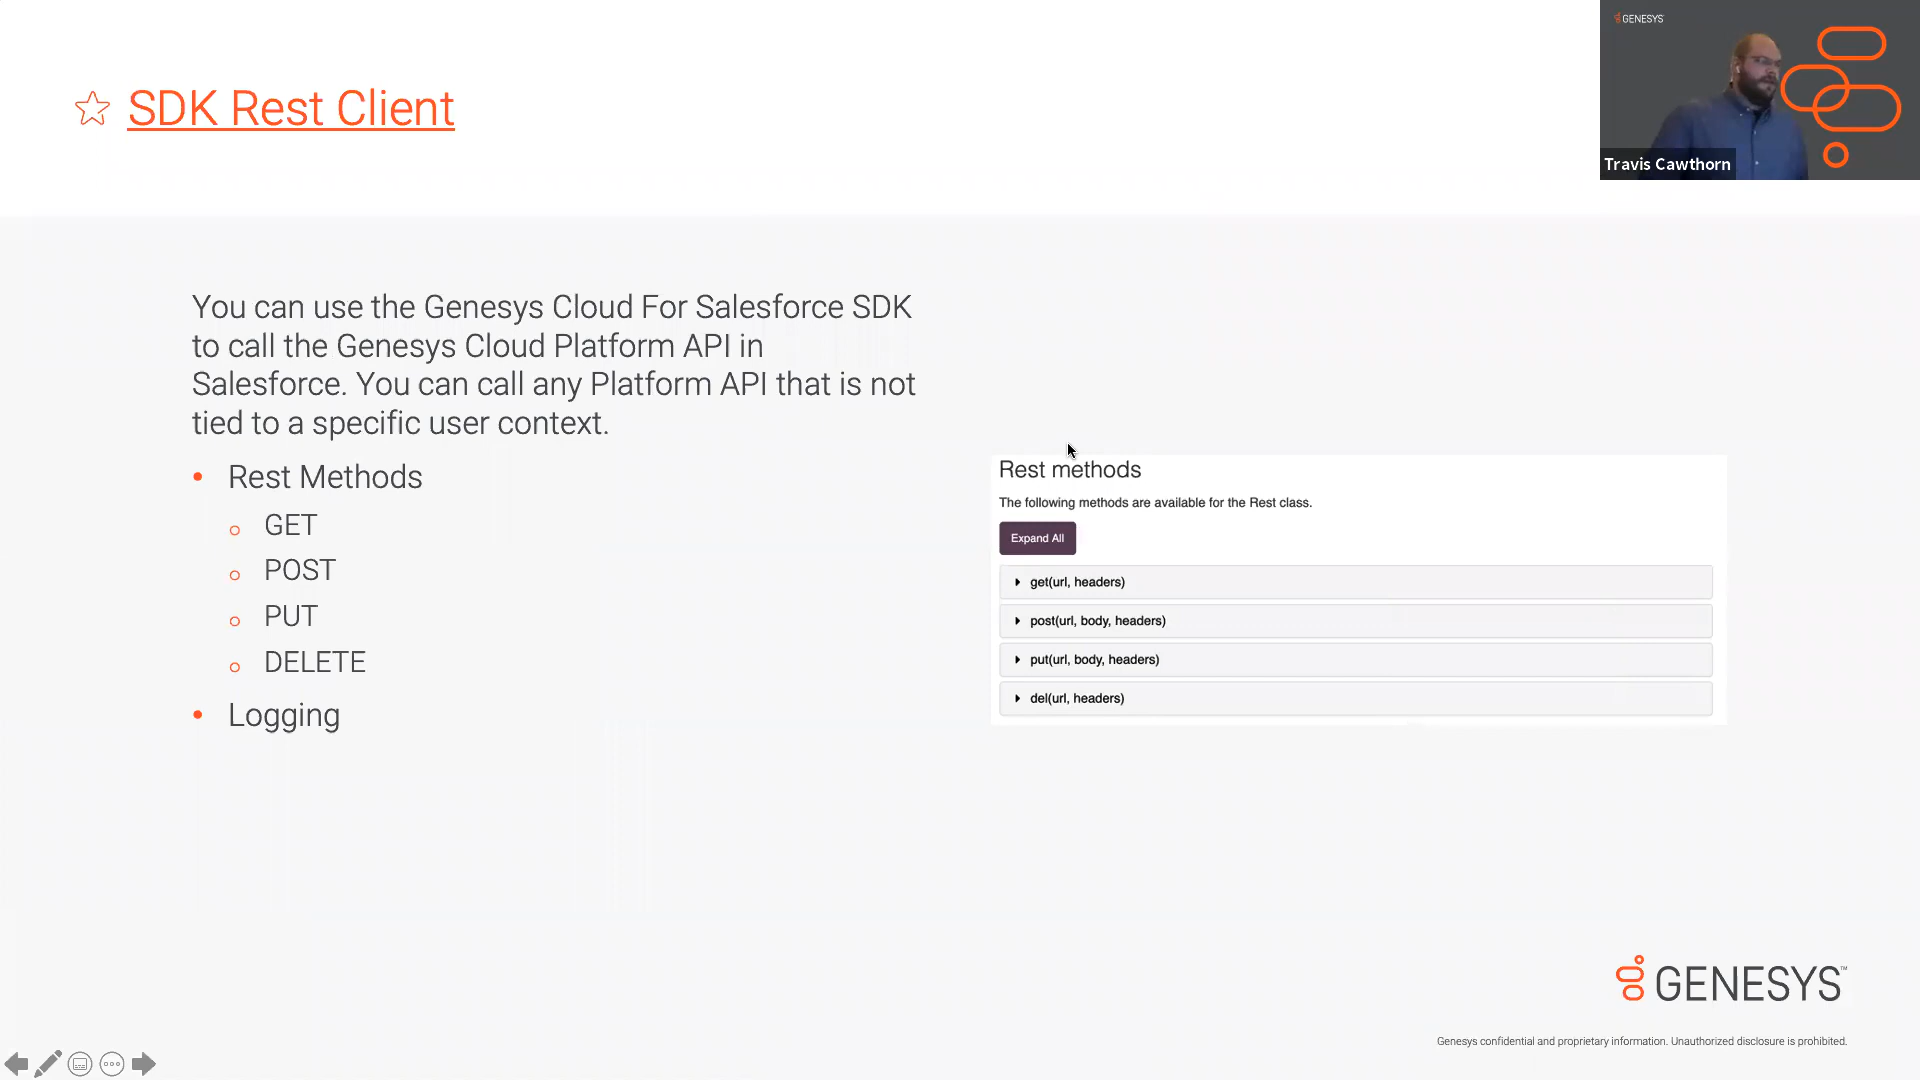 GENESYS
Travis Cawthorn
SDK Rest Client
You can use the Genesys Cloud For Salesforce SDK
to call the Genesys Cloud Platform API in
Salesforce. You can call any Platform API that is not
tied to a specific user context.
• Rest Methods
o GET
o POST
o PUT
o DELETE
• Logging
Rest methods
The following methods are available for the Rest class.
Expand All
get(url, headers)
post(url, body, headers)
put(url, body, headers)
del(url, headers)
GENESYS™
Genesys confidential and proprietary information. Unauthorized disclosure is prohibited.